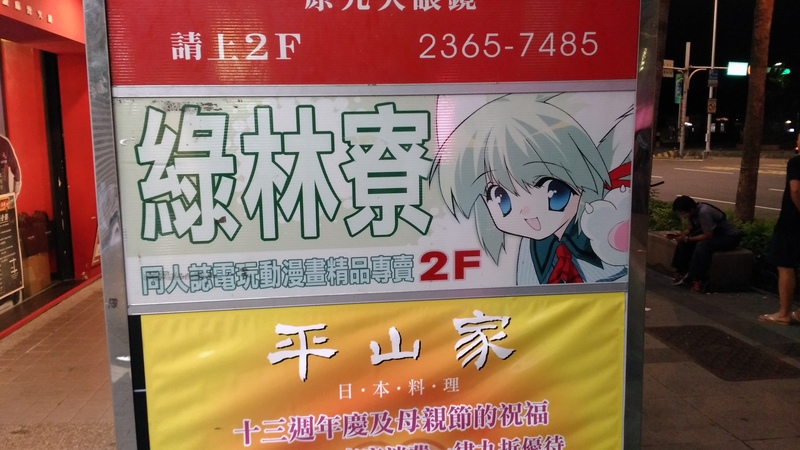 請上2F 2365-7485
綠林寮
同人誌電玩動漫畫精品專賣 2F
平山家
日·本·料·理
十三週年慶及母親節的祝福